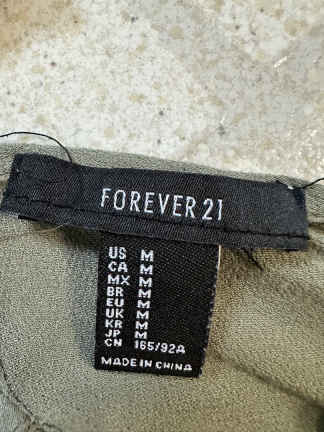 FOREVER 21
US M
CA M
MX M
BR M
EU M
UK M
KR M
JP M
CN 165/92A
MADE IN CHINA